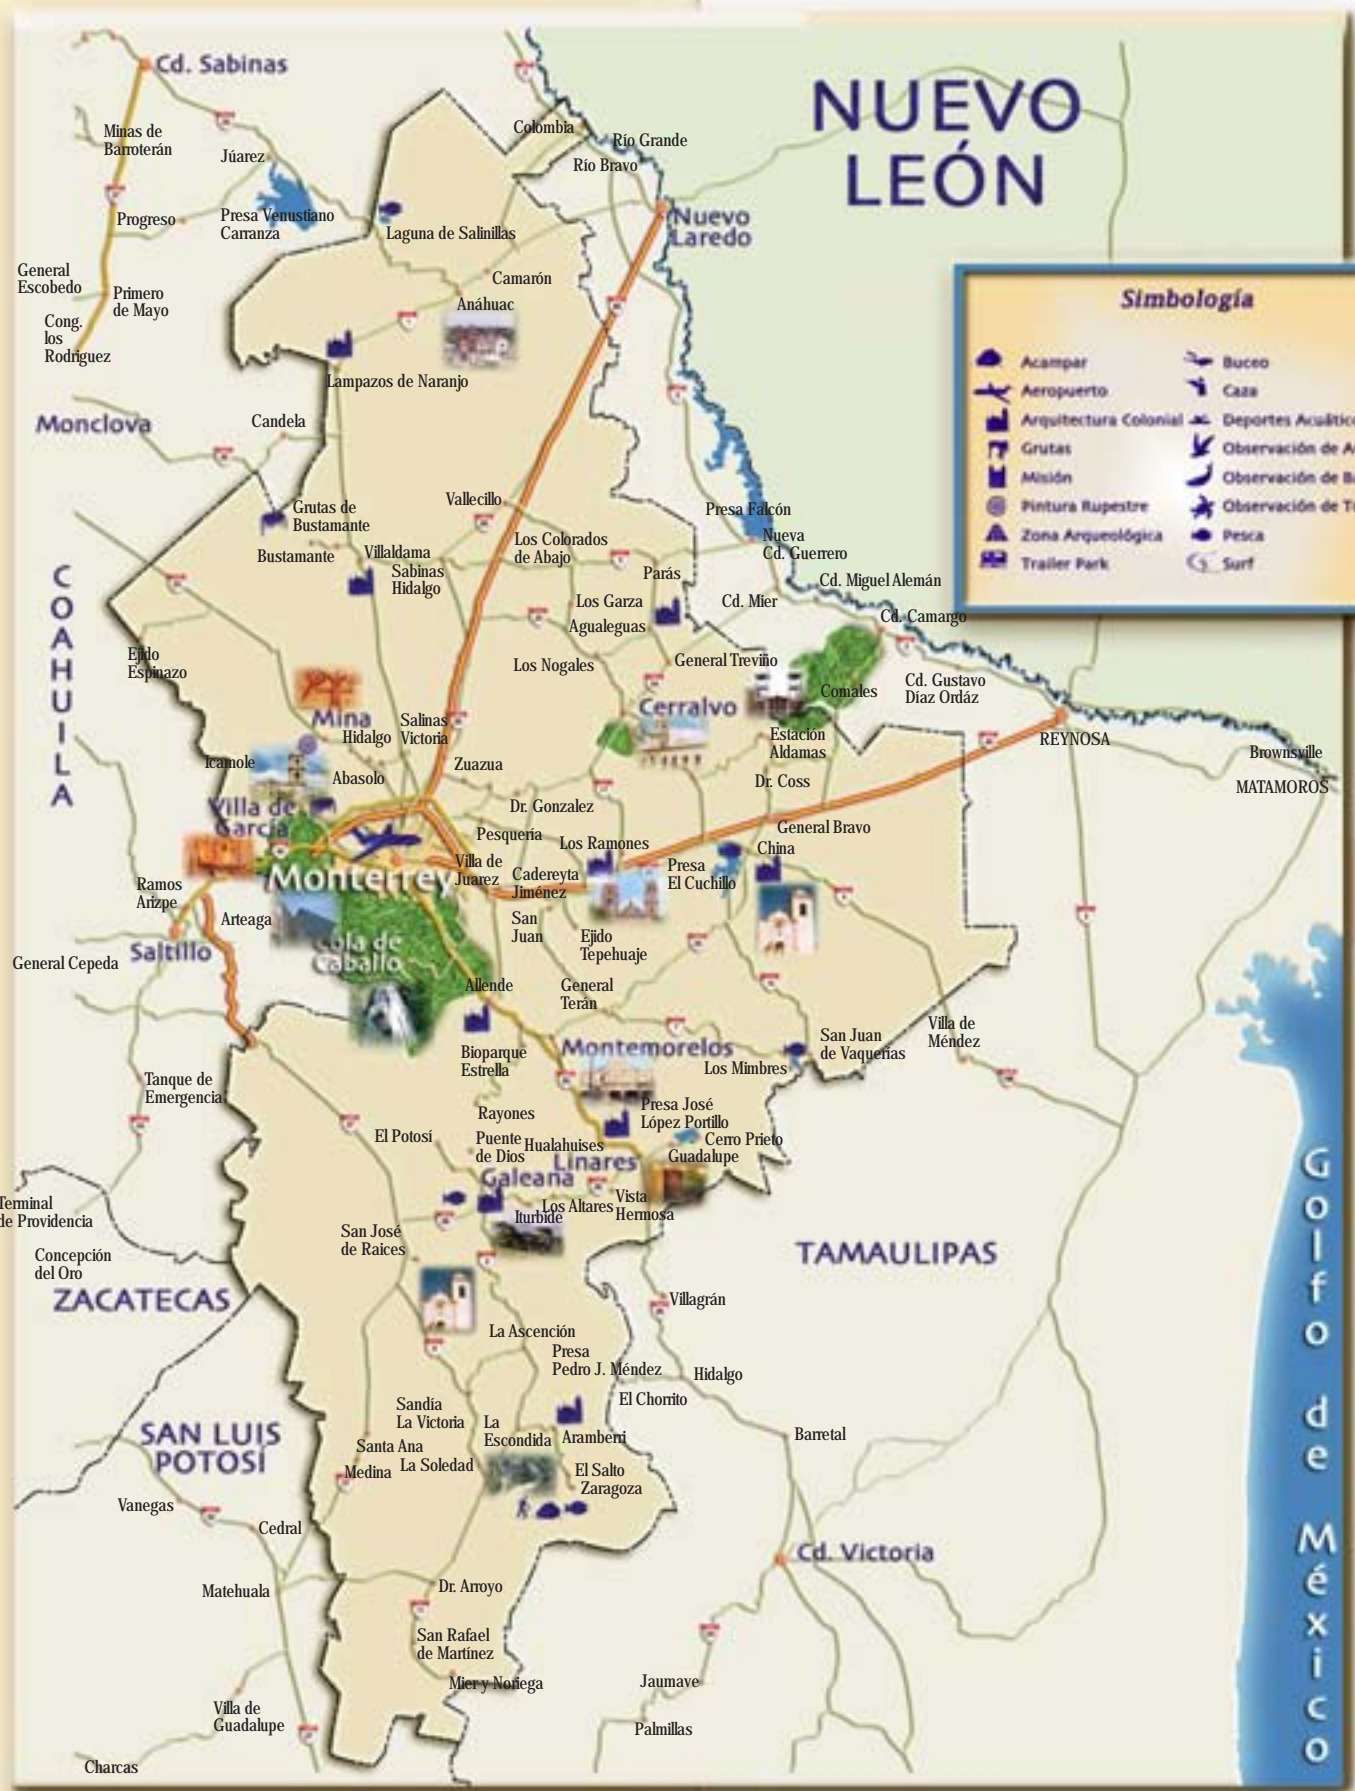 NUEVO
LEÓN
Cd. Sabinas
Minas de
Barroterán
Júarez
Progreso
Presa Venustiano
Carranza
General
Escobedo
Primero
de Mayo
Cong.
los
Rodriguez
Colombia
Río Grande
Río Bravo
Nuevo
Laredo
Laguna de Salinillas
Camarón
Anáhuac
Lampazos de Naranjo
Monclova
Candela
Simbología
Acampar
Aeropuerto
Arquitectura Colonial
Grutas
Misión
Pintura Rupestre
Zona Arqueológica
Trailer Park
Buceo
Caza
Deportes Acuátic
Observación de A
Observación de Ba
Observación de T
Pesca
Surf
Grutas de
Bustamante
Vallecillo
Presa Falcón
Bustamante
Villaldama
Sabinas
Hidalgo
Los Colorados
de Abajo
Nueva
Cd. Guerrero
Parás
Cd. Miguel Alemán
Cd. Mier
Los Garza
Agualeguas
Cd. Camargo
COAHUILA
Ejido
Espinazo
Los Nogales
General Treviño
Comales
Cd. Gustavo
Díaz Ordáz
Mina
Hidalgo
Salinas
Victoria
Cerralvo
Estación
Aldamas
REYNOSA
Brownsville
MATAMOROS
Icamole
Abasolo
Zuazua
Dr. Coss
Villa de
García
Dr. Gonzalez
Pesquería
Los Ramones
General Bravo
China
Monterrey
Villa de
Juarez
Cadereyta
Jiménez
Presa
El Cuchillo
Ramos
Arizpe
Arteaga
San
Juan
Ejido
Tepehuaje
Saltillo
General Cepeda
Cola de
Caballo
Allende
General
Terán
Bioparque
Estrella
Montemorelos
Los Mimbres
San Juan
de Vaquerías
Villa de
Méndez
Tanque de
Emergencia
Rayones
Presa José
López Portillo
El Potosí
Puente
de Dios
Hualahuises
Cerro Prieto
Guadalupe
Linares
Galeana
Los Altares
Vista
Hermosa
Iturbide
Terminal
de Providencia
San José
de Raices
Concepción
del Oro
ZACATECAS
TAMAULIPAS
Villagrán
La Ascención
Presa
Pedro J. Méndez
Hidalgo
El Chorrito
Sandía
La Victoria
La
Escondida
Aramberri
Barretal
SAN LUIS
POTOSÍ
Santa Ana
La Soledad
Medina
El Salto
Zaragoza
Vanegas
Cedral
Cd. Victoria
Matehuala
Dr. Arroyo
San Rafael
de Martínez
Mier y Noriega
Jaumave
Villa de
Guadalupe
Palmillas
Charcas
Golfo de México